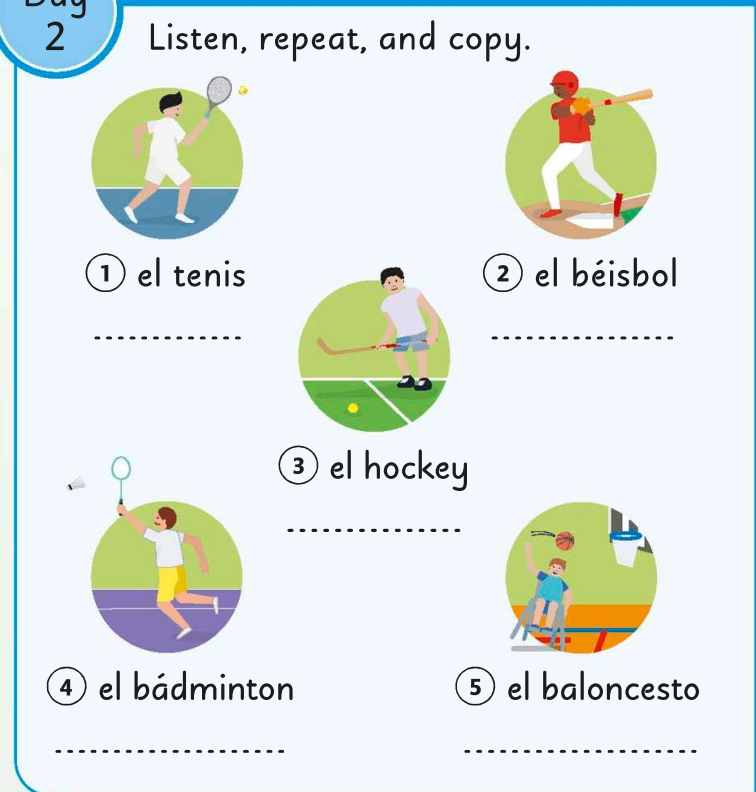 Day
2
Listen, repeat, and copy.
1 el tenis
2 el béisbol
3 el hockey
4 el bádminton
5 el baloncesto